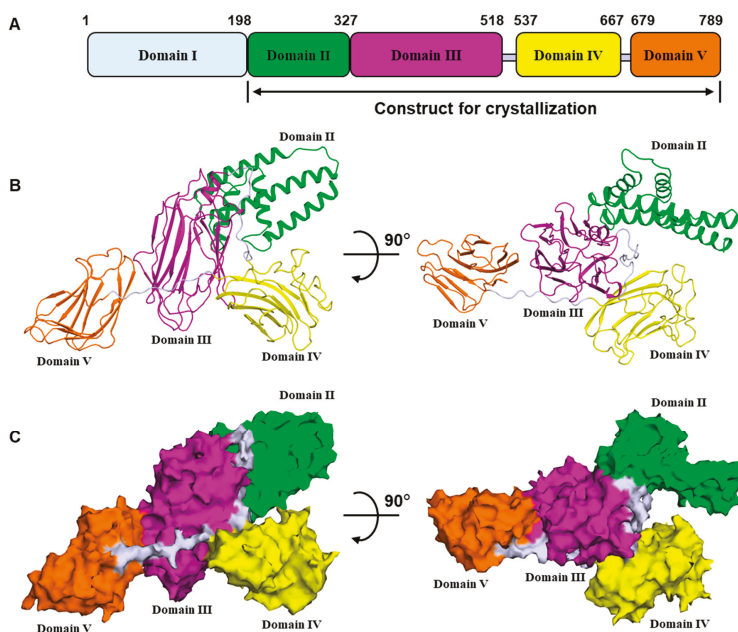 A
1 198 327 518 537 667 679 789
Domain I Domain II Domain III Domain IV Domain V
Construct for crystallization
B
Domain II
Domain II
90°
Domain V
Domain III
Domain IV
Domain V
Domain III
Domain IV
C
Domain II
Domain II
90°
Domain V
Domain III
Domain IV
Domain V
Domain III
Domain IV